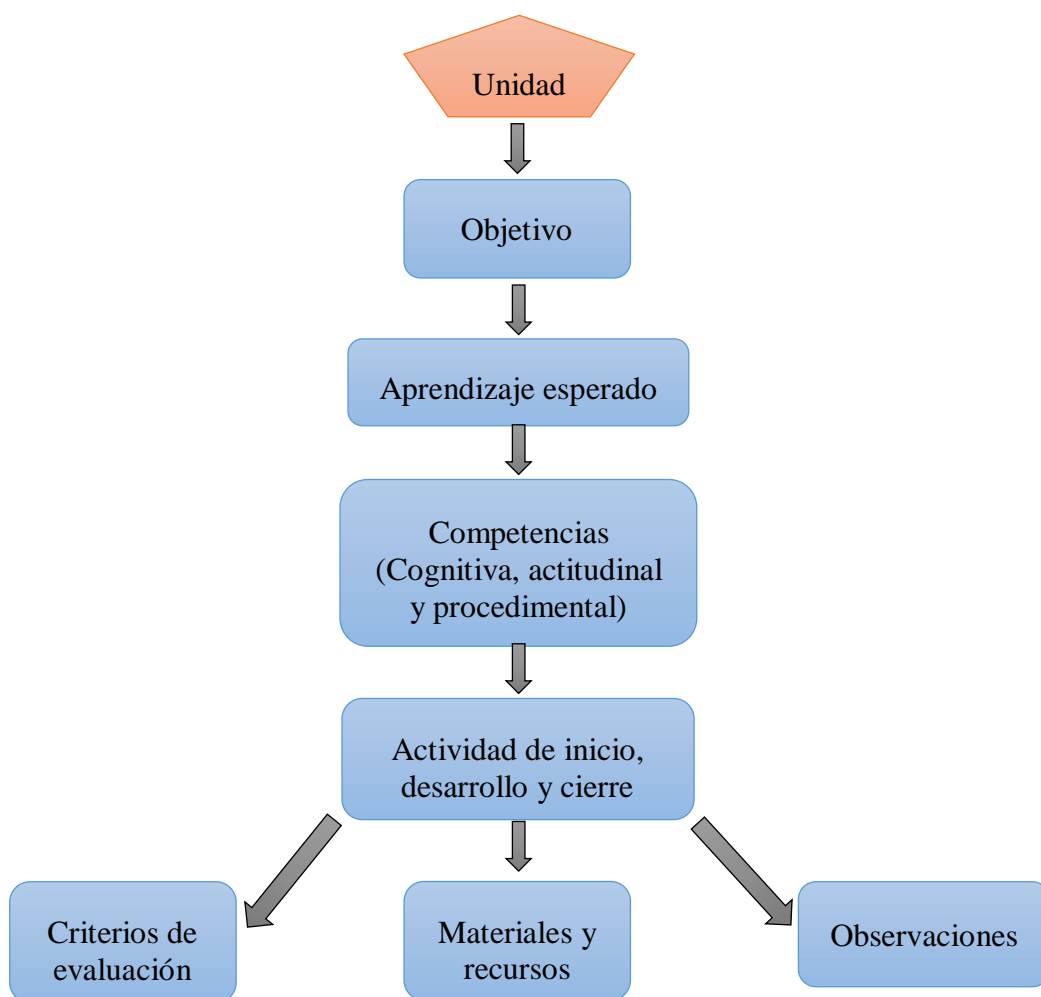 Unidad
Objetivo
Aprendizaje esperado
Competencias
(Cognitiva, actitudinal
y procedimental)
Actividad de inicio,
desarrollo y cierre
Criterios de
evaluación
Materiales y
recursos
Observaciones